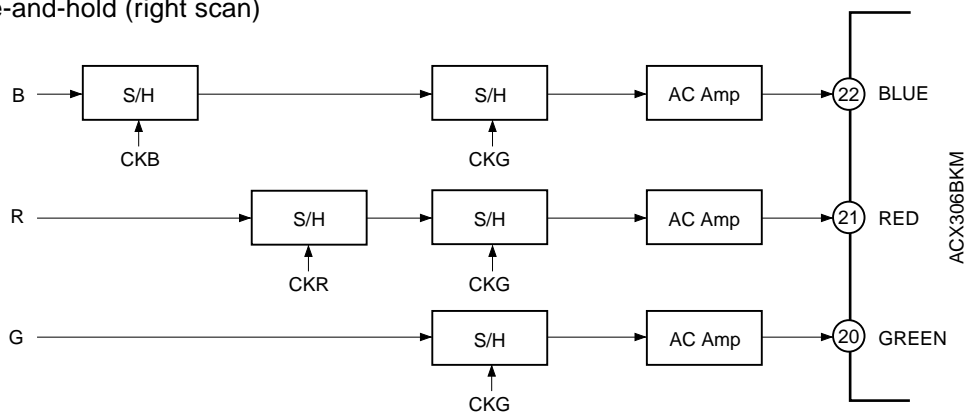 e-and-hold (right scan)
B S/H S/H AC Amp 22 BLUE
CKB CKG
R S/H S/H AC Amp 21 RED
CKR CKG
G S/H AC Amp 20 GREEN
CKG
ACX306BKM